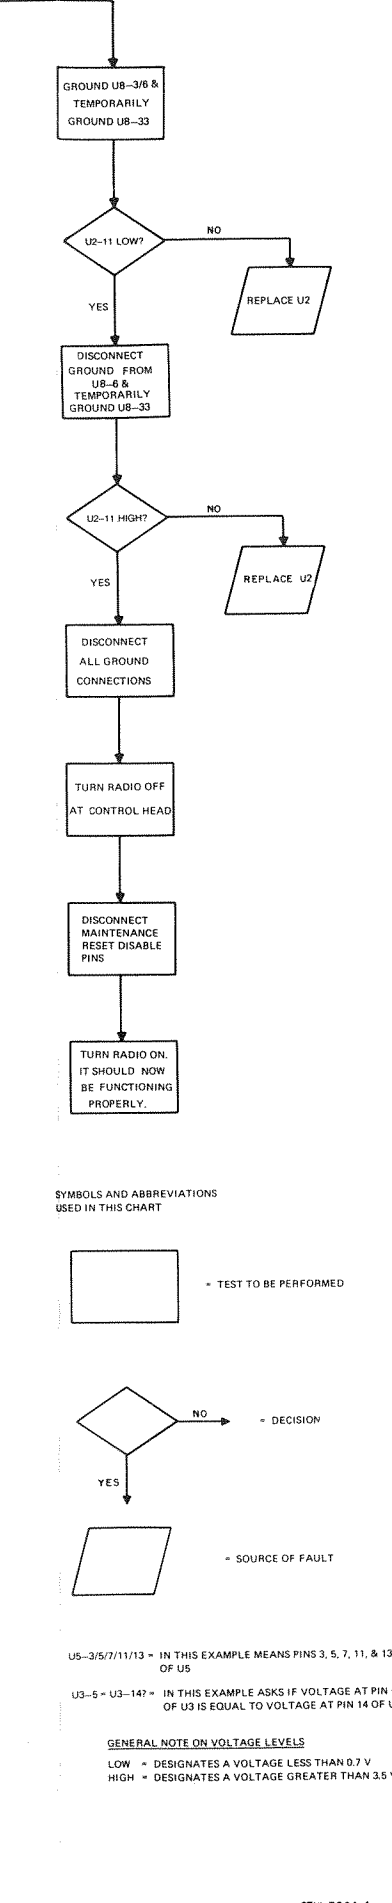 GROUND U8–3/6 &
TEMPORARILY
GROUND U8–33
U2–11 LOW?
NO
REPLACE U2
YES
DISCONNECT
GROUND FROM
U8–6 &
TEMPORARILY
GROUND U8–33
U2–11 HIGH?
NO
REPLACE U2
YES
DISCONNECT
ALL GROUND
CONNECTIONS
TURN RADIO OFF
AT CONTROL HEAD
DISCONNECT
MAINTENANCE
RESET DISABLE
PINS
TURN RADIO ON.
IT SHOULD NOW
BE FUNCTIONING
PROPERLY.
SYMBOLS AND ABBREVIATIONS
USED IN THIS CHART
= TEST TO BE PERFORMED
NO
= DECISION
YES
= SOURCE OF FAULT
U5–3/5/7/11/13 = IN THIS EXAMPLE MEANS PINS 3, 5, 7, 11, & 13
OF U5
U3–5 = U3–14? = IN THIS EXAMPLE ASKS IF VOLTAGE AT PIN
OF U3 IS EQUAL TO VOLTAGE AT PIN 14 OF
GENERAL NOTE ON VOLTAGE LEVELS
LOW = DESIGNATES A VOLTAGE LESS THAN 0.7 V
HIGH = DESIGNATES A VOLTAGE GREATER THAN 3.5